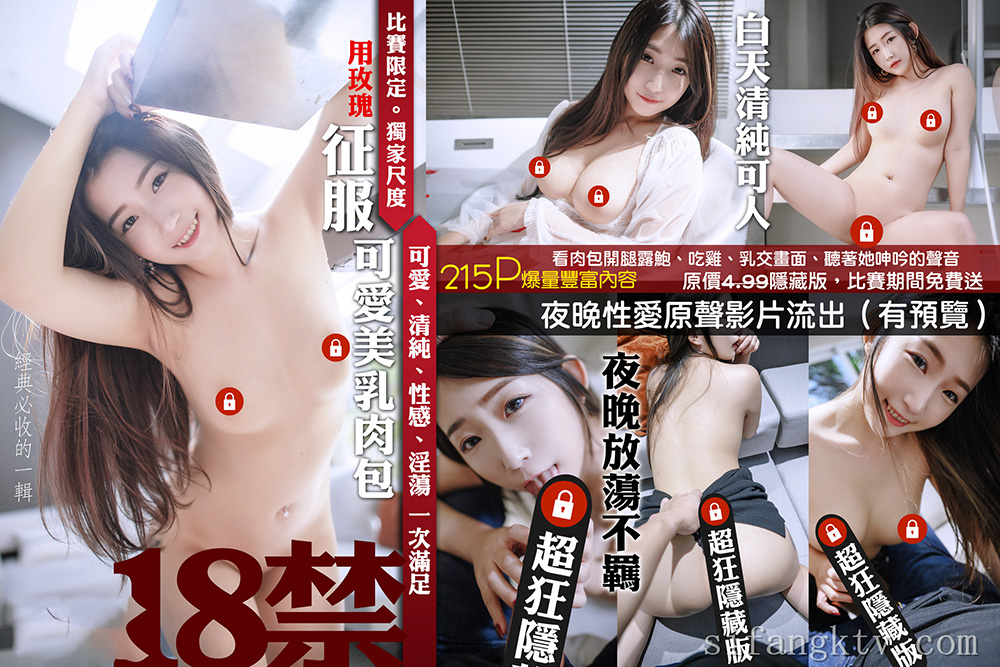 比賽限定。獨家尺度
用玫瑰
征服
可愛美乳肉包
可愛、清純、性感、淫蕩 一次滿足
經典必收的一輯
18禁
白天清純可人
215P爆量豐富內容
看肉包開腿露鮑、吃雞、乳交畫面、聽著她呻吟的聲音
原價4.99隱藏版，比賽期間免費送
夜晚性愛原聲影片流出（有預覽）
夜晚放蕩不羈
超狂隱藏版
超狂隱藏版
超狂隱